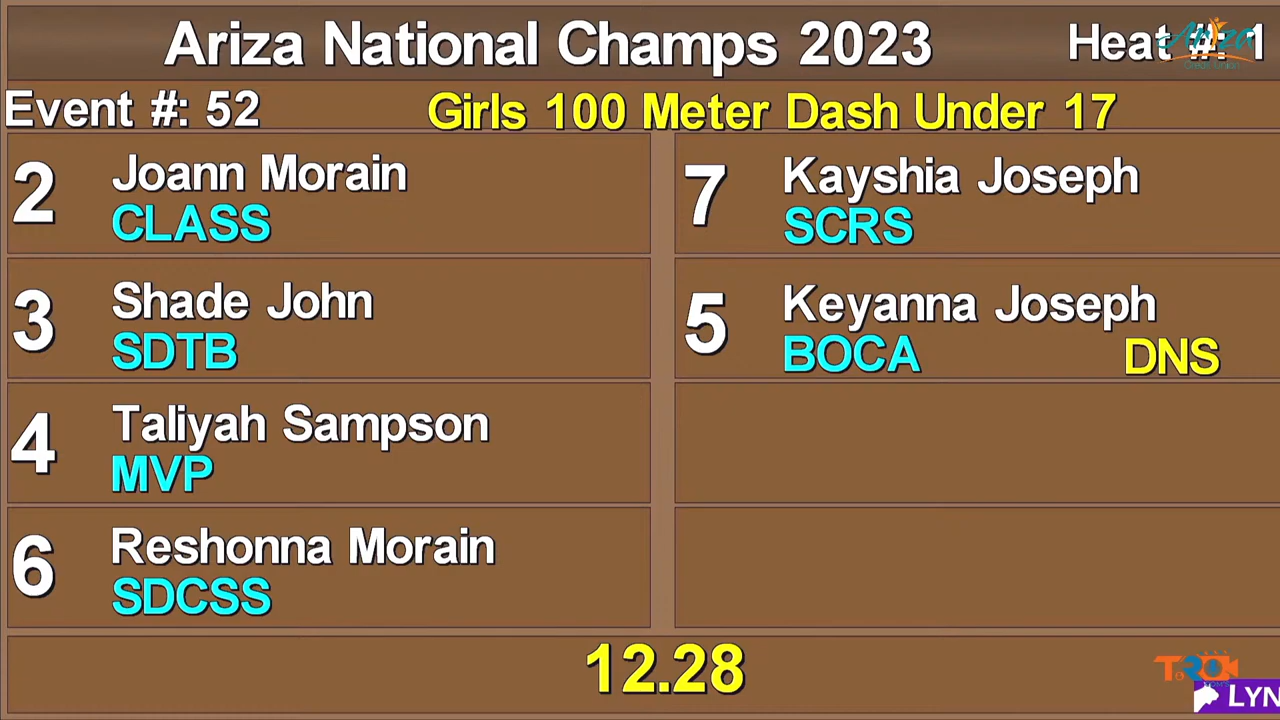 Ariza National Champs 2023
Heat #: 1
Ariza
Event #: 52
Girls 100 Meter Dash Under 17
2 Joann Morain
CLASS
3 Shade John
SDTB
4 Taliyah Sampson
MVP
6 Reshonna Morain
SDCSS
7 Kayshia Joseph
SCRS
5 Keyanna Joseph
BOCA DNS
12.28
LYN